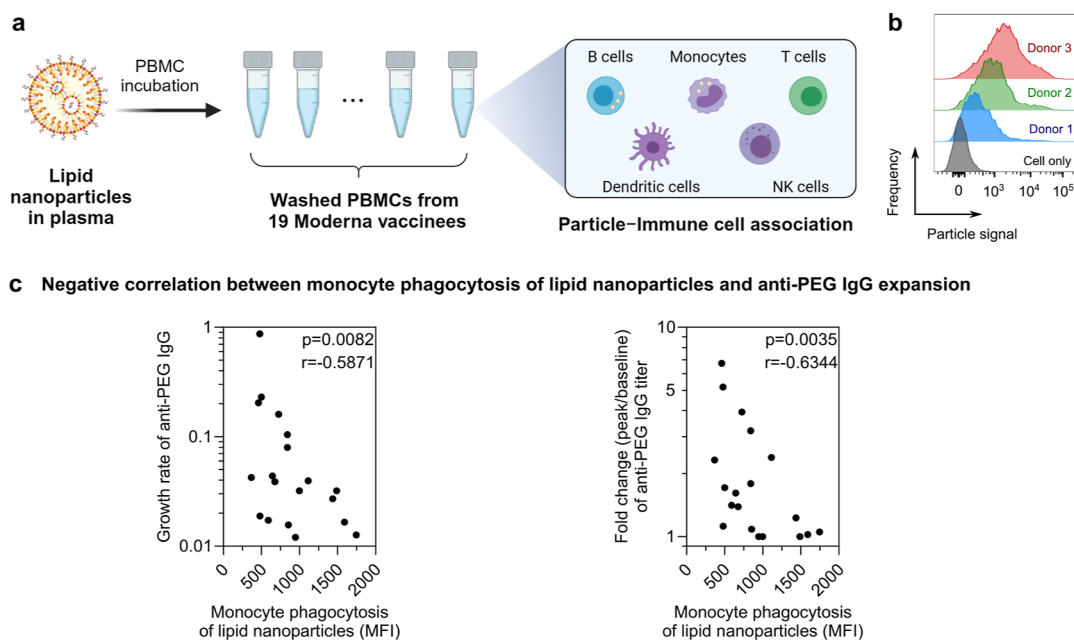 a
PBMC
incubation
...
Lipid
nanoparticles
in plasma
Washed PBMCs from
19 Moderna vaccinees
B cells
Monocytes
T cells
Dendritic cells
NK cells
Particle−Immune cell association
b
Donor 3
Donor 2
Donor 1
Cell only
Frequency
0 10³ 10⁴ 10⁵
Particle signal
c Negative correlation between monocyte phagocytosis of lipid nanoparticles and anti-PEG IgG expansion
Growth rate of anti-PEG IgG
1
0.1
0.01
p=0.0082
r=-0.5871
0 500 1000 1500 2000
Monocyte phagocytosis
of lipid nanoparticles (MFI)
Fold change (peak/baseline)
of anti-PEG IgG titer
10
5
1
p=0.0035
r=-0.6344
0 500 1000 1500 2000
Monocyte phagocytosis
of lipid nanoparticles (MFI)